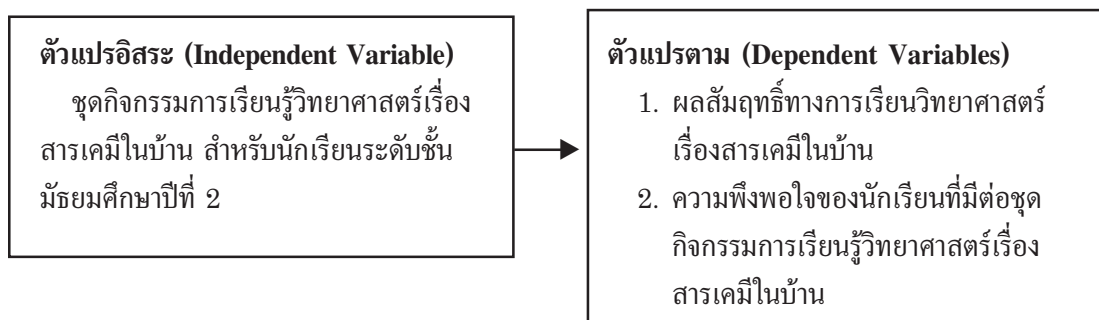 ตัวแปรอิสระ (Independent Variable)
ชุดกิจกรรมการเรียนรู้วิทยาศาสตร์เรื่อง
สารเคมีในบ้าน สำหรับนักเรียนระดับชั้น
มัธยมศึกษาปีที่ 2
ตัวแปรตาม (Dependent Variables)
1. ผลสัมฤทธิ์ทางการเรียนวิทยาศาสตร์
เรื่องสารเคมีในบ้าน
2. ความพึงพอใจของนักเรียนที่มีต่อชุด
กิจกรรมการเรียนรู้วิทยาศาสตร์เรื่อง
สารเคมีในบ้าน